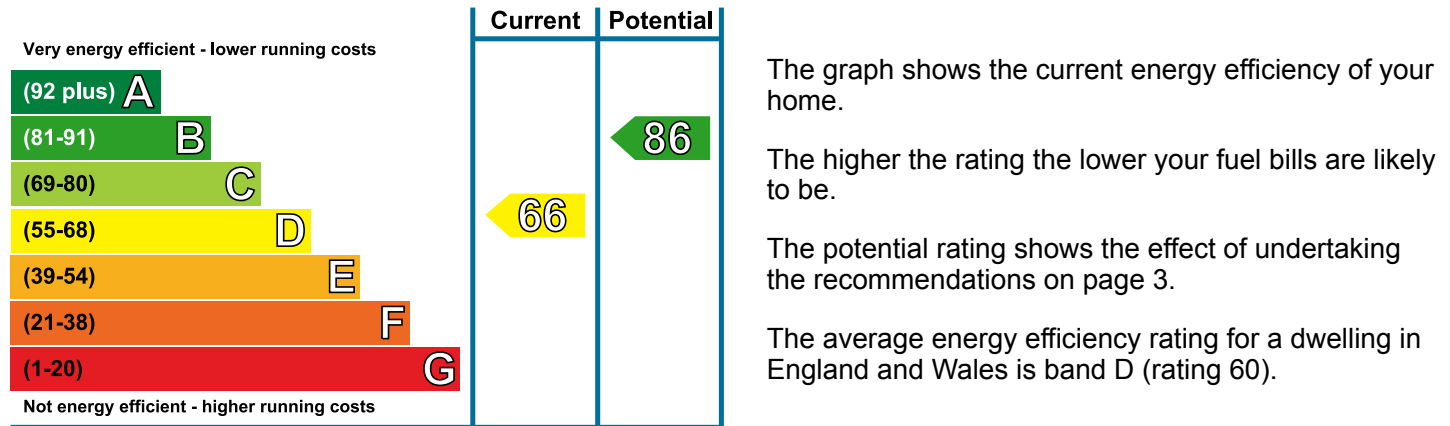 Current Potential
Very energy efficient - lower running costs
(92 plus) A
(81-91) B
(69-80) C
(55-68) D
(39-54) E
(21-38) F
(1-20) G
Not energy efficient - higher running costs
66
86
The graph shows the current energy efficiency of your
home.
The higher the rating the lower your fuel bills are likely
to be.
The potential rating shows the effect of undertaking
the recommendations on page 3.
The average energy efficiency rating for a dwelling in
England and Wales is band D (rating 60).